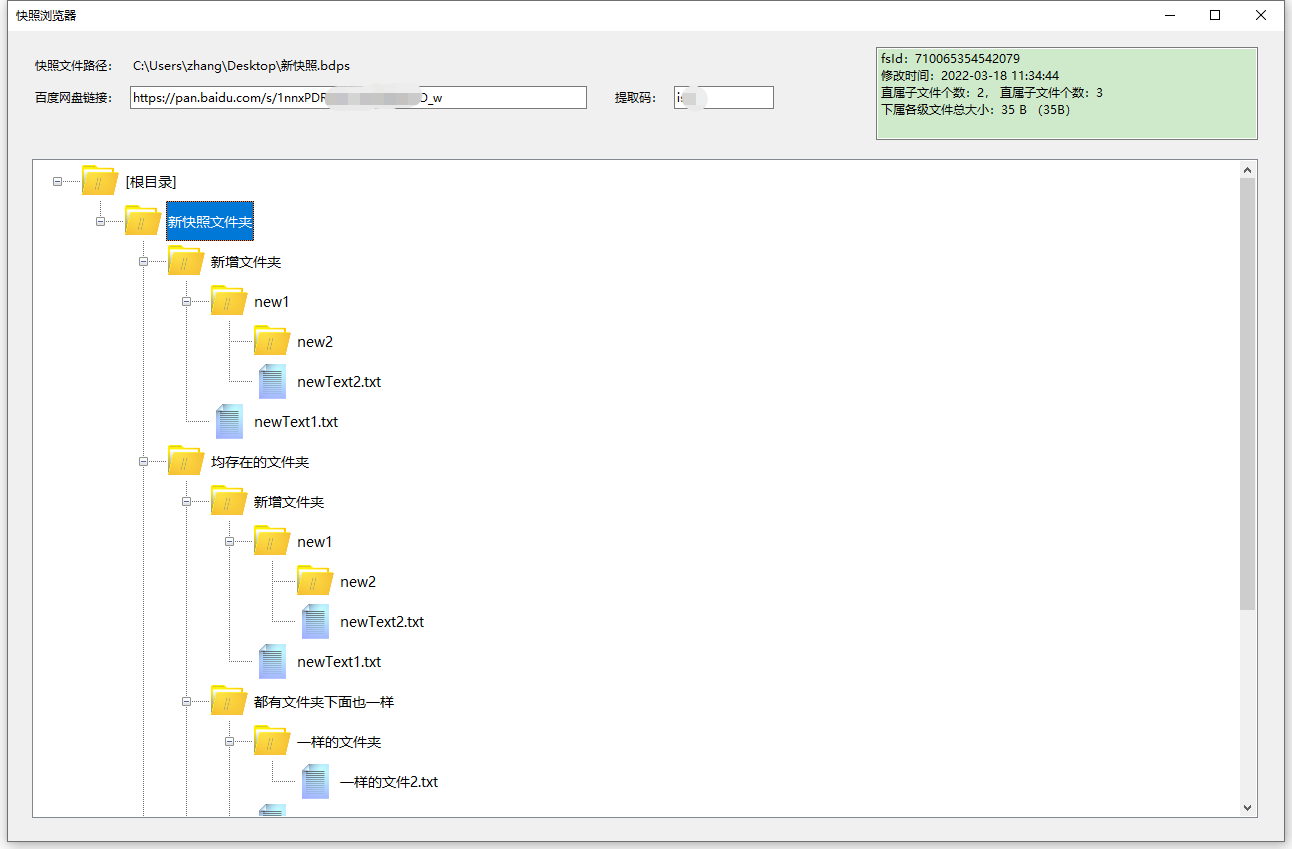 快照浏览器
快照文件路径： C:\Users\zhang\Desktop\新快照.bdps
百度网盘链接： https://pan.baidu.com/s/1nnxPDF D_w 提取码：
fsId：710065354542079
修改时间：2022-03-18 11:34:44
直属子文件个数：2， 直属子文件个数：3
下属各级文件总大小：35 B （35B）
[根目录]
新快照文件夹
新增文件夹
new1
new2
newText2.txt
newText1.txt
均存在的文件夹
新增文件夹
new1
new2
newText2.txt
newText1.txt
都有文件夹下面也一样
一样的文件夹
一样的文件2.txt